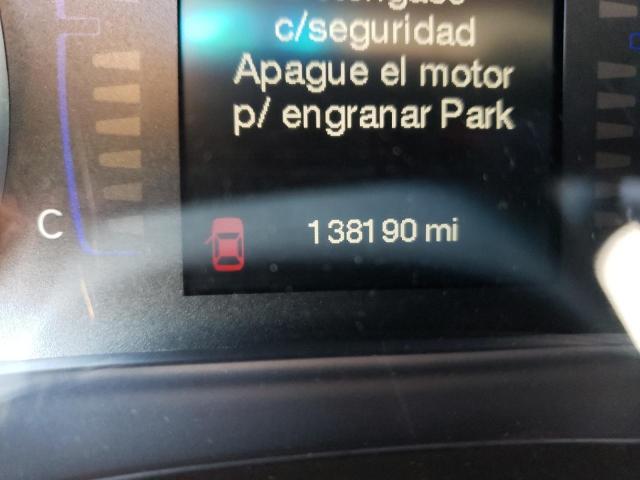 c/seguridad
Apague el motor
p/ engranar Park
C
138190 mi